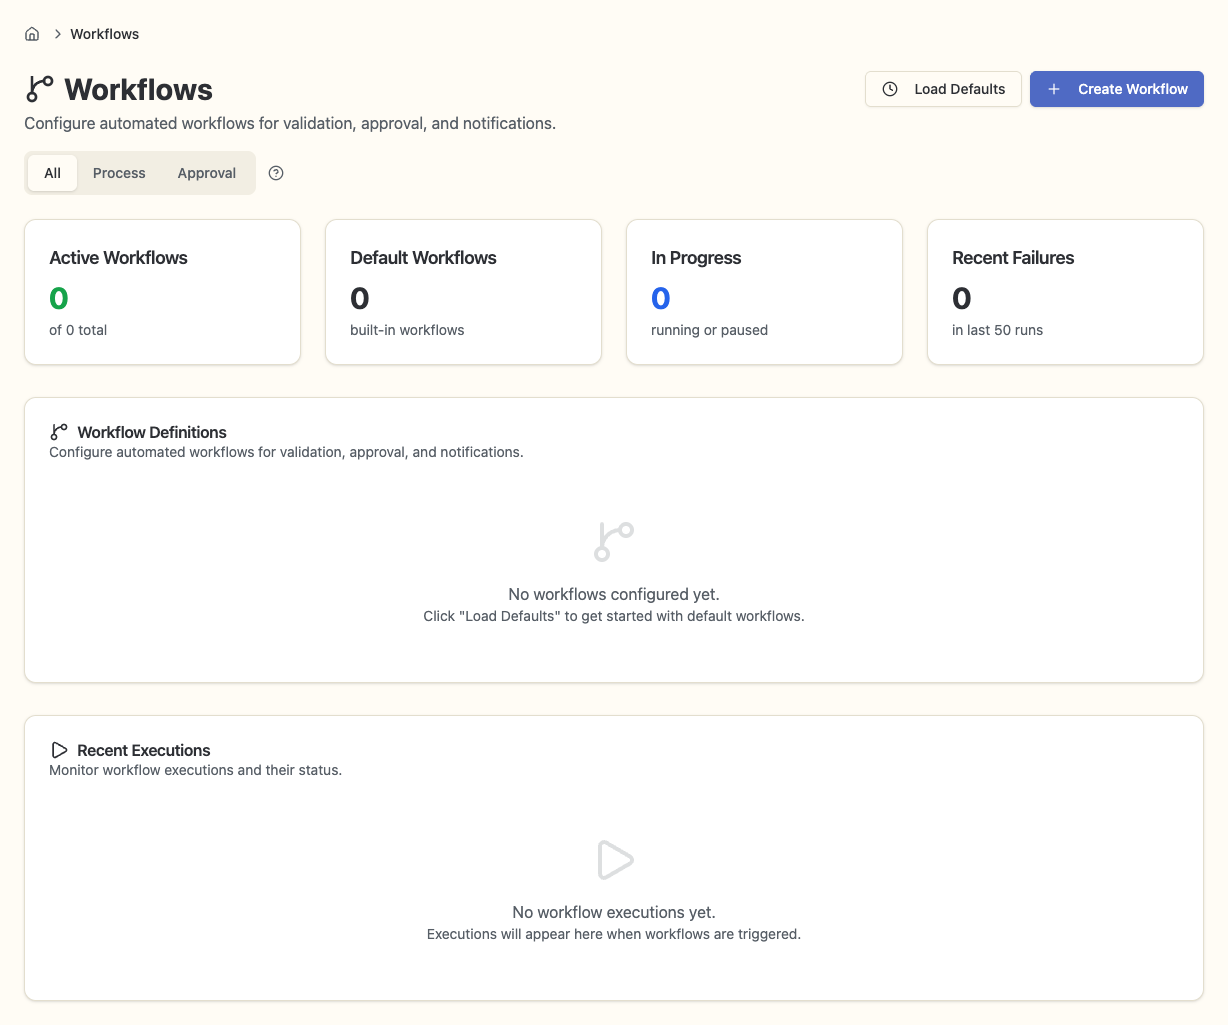 Workflows
Workflows
Load Defaults
Create Workflow
Configure automated workflows for validation, approval, and notifications.
All
Process
Approval
Active Workflows
0
of 0 total
Default Workflows
0
built-in workflows
In Progress
0
running or paused
Recent Failures
0
in last 50 runs
Workflow Definitions
Configure automated workflows for validation, approval, and notifications.
No workflows configured yet.
Click "Load Defaults" to get started with default workflows.
Recent Executions
Monitor workflow executions and their status.
No workflow executions yet.
Executions will appear here when workflows are triggered.